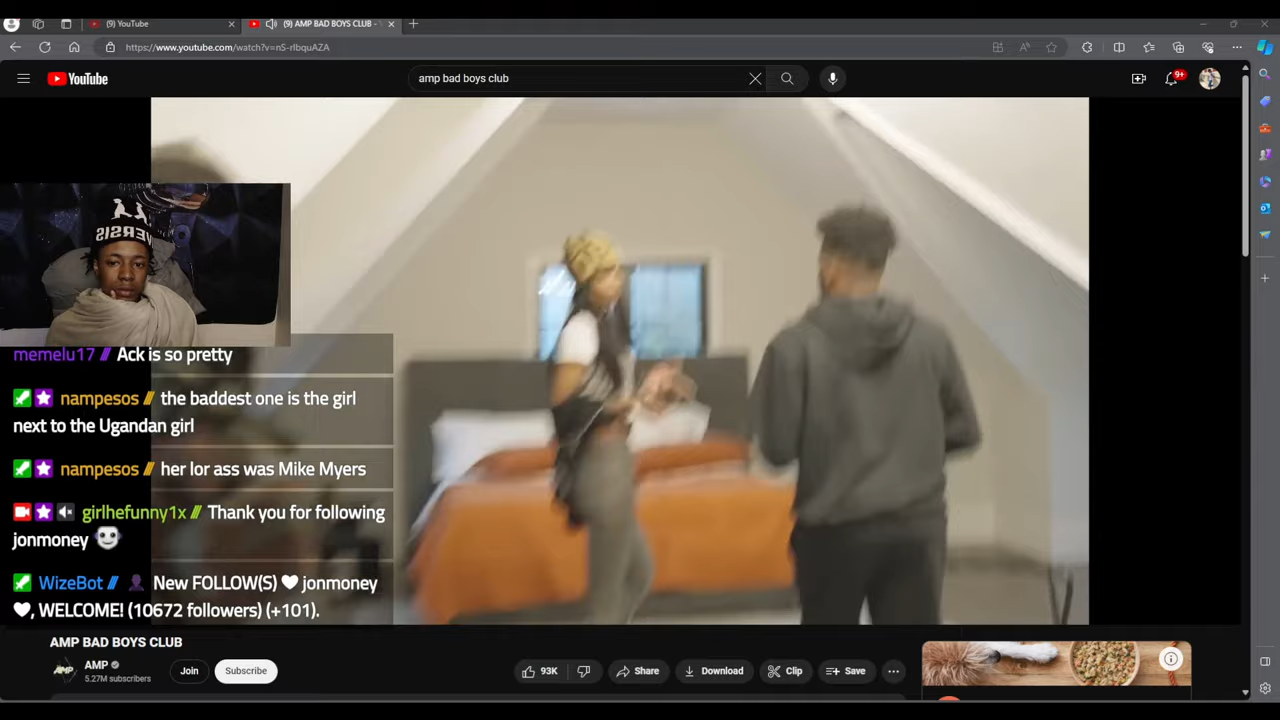 (9) YouTube
(9) AMP BAD BOYS CLUB -
https://www.youtube.com/watch?v=nS-rIbquAZA
YouTube
amp bad boys club
9+
memelu17 /// Ack is so pretty
nampesos /// the baddest one is the girl
next to the Ugandan girl
nampesos /// her lor ass was Mike Myers
girlhefunny1x /// Thank you for following
jonmoney
WizeBot /// New FOLLOW(S) ♥ jonmoney
♥, WELCOME! (10672 followers) (+101).
AMP BAD BOYS CLUB
AMP
5.27M subscribers
Join
Subscribe
93K
Share
Download
Clip
Save